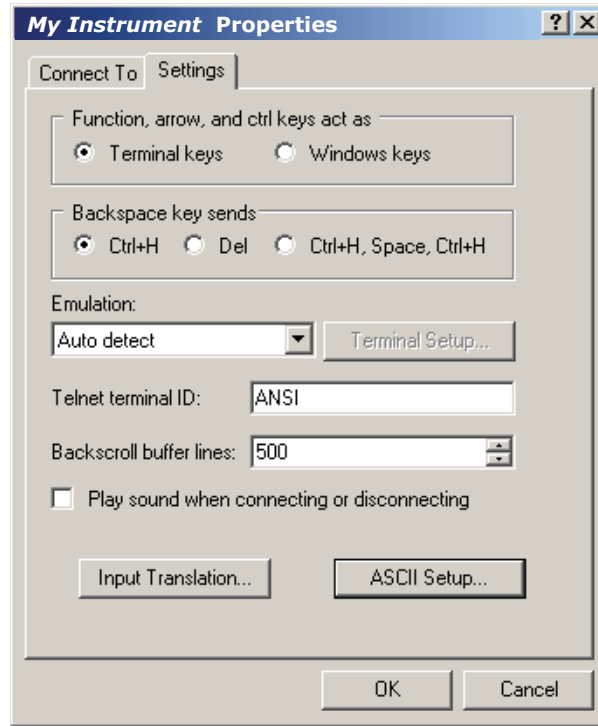 My Instrument Properties
Connect To Settings
Function, arrow, and ctrl keys act as
Terminal keys Windows keys
Backspace key sends
Ctrl+H Del Ctrl+H, Space, Ctrl+H
Emulation:
Auto detect Terminal Setup...
Telnet terminal ID: ANSI
Backscroll buffer lines: 500
Play sound when connecting or disconnecting
Input Translation... ASCII Setup...
OK Cancel